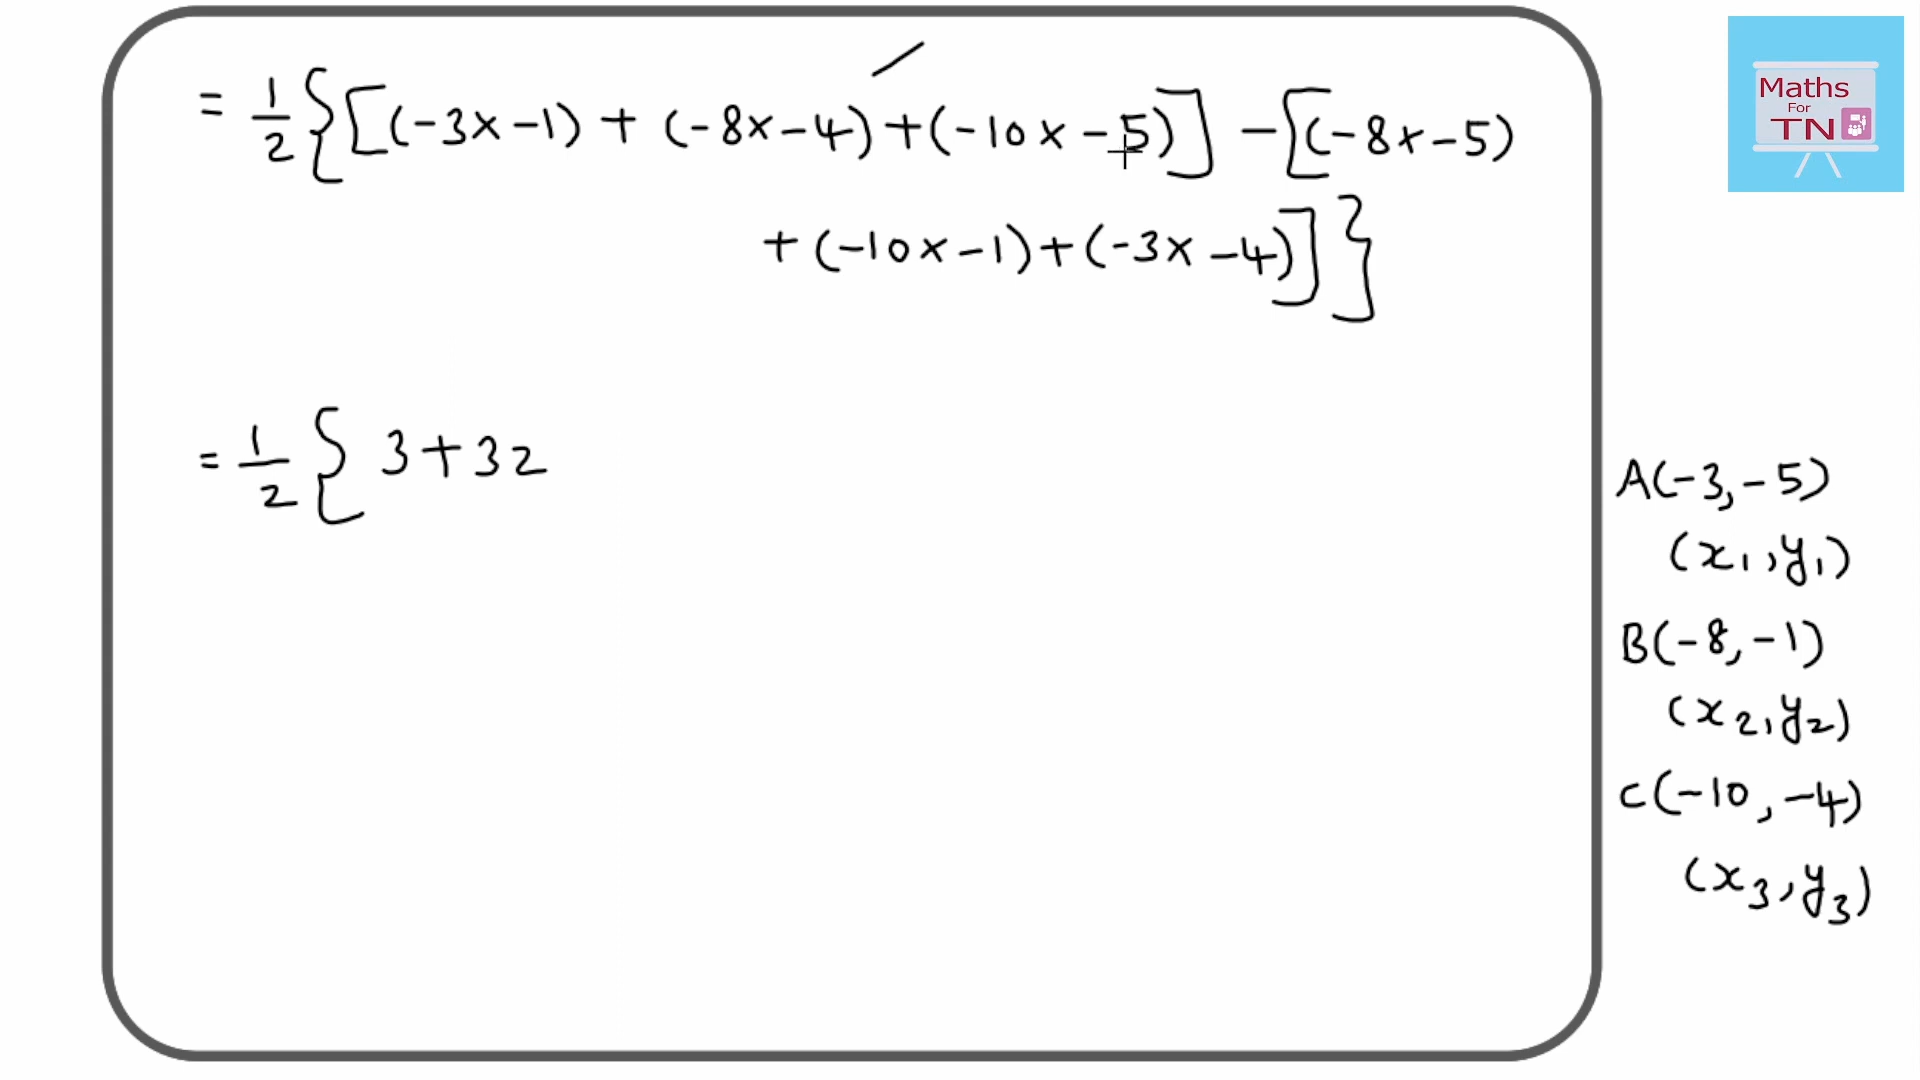 = 1/2 { [(-3x-1) + (-8x-4) + (-10x-5)] - [(-8x-5)
+ (-10x-1) + (-3x-4)] }
= 1/2 { 3+32
A(-3,-5)
(x1,y1)
B(-8,-1)
(x2,y2)
C(-10,-4)
(x3,y3)
Maths
For
TN